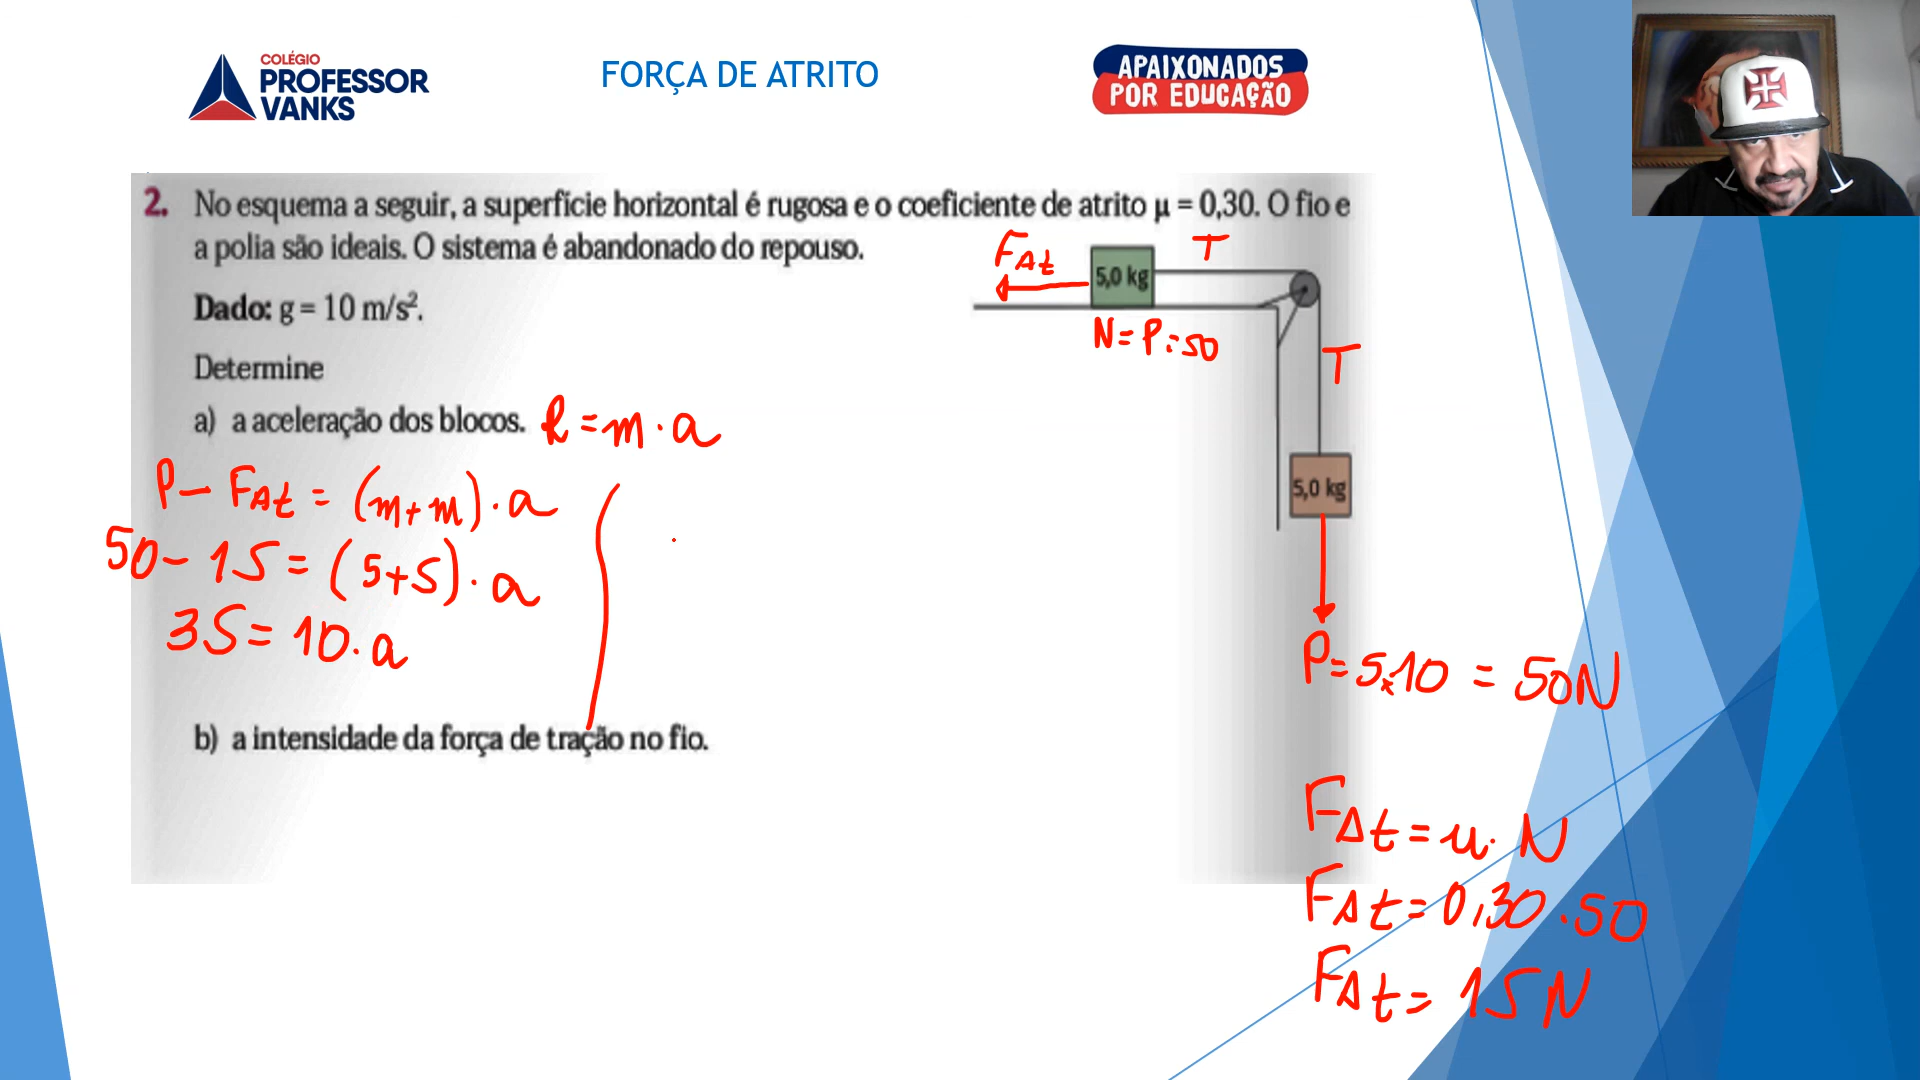 COLÉGIO
PROFESSOR
VANKS
FORÇA DE ATRITO
APAIXONADOS
POR EDUCAÇÃO
2. No esquema a seguir, a superfície horizontal é rugosa e o coeficiente de atrito μ = 0,30. O fio e
a polia são ideais. O sistema é abandonado do repouso.
Dado: g = 10 m/s².
FAt
5,0 kg
T
N = P = 50
T
5,0 kg
P = 5×10 = 50N
Determine
a) a aceleração dos blocos. R = m · a
P - FAt = (m+m) · a
50 - 15 = (5+5) · a
35 = 10 · a
b) a intensidade da força de tração no fio.
FAt = μ · N
FAt = 0,30 . 50
FAt = 15 N